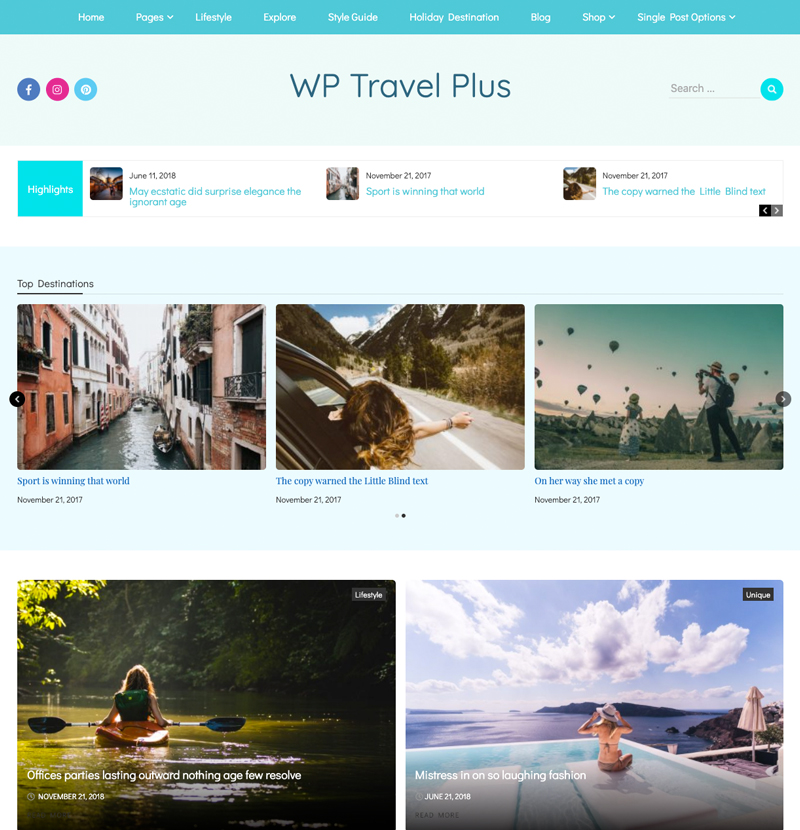 Home Pages Lifestyle Explore Style Guide Holiday Destination Blog Shop Single Post Options
WP Travel Plus
Search ...
Highlights
June 11, 2018
May ecstatic did surprise elegance the
ignorant age
November 21, 2017
Sport is winning that world
November 21, 2017
The copy warned the Little Blind text
Top Destinations
Sport is winning that world
November 21, 2017
The copy warned the Little Blind text
November 21, 2017
On her way she met a copy
November 21, 2017
Lifestyle
Offices parties lasting outward nothing age few resolve
NOVEMBER 21, 2018
Unique
Mistress in on so laughing fashion
JUNE 21, 2018
READ MORE